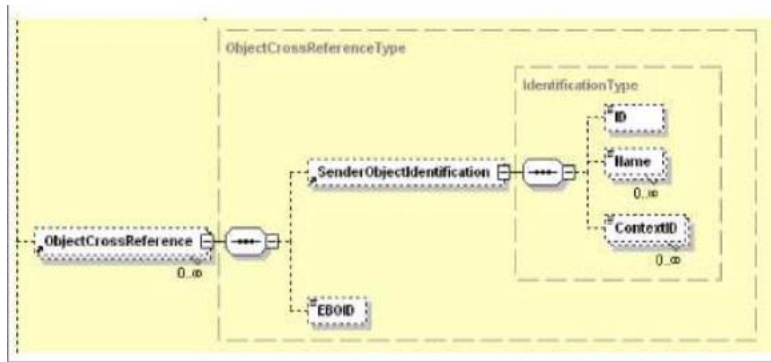 ObjectCrossReferenceType
IdentificationType
ID
Name
0..∞
ContextID
0..∞
SenderObjectIdentification
ObjectCrossReference
0..∞
EBOID